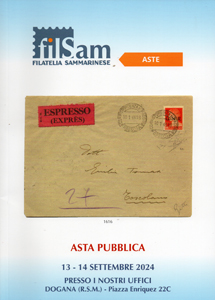 filSam
FILATELIA SAMMARINESE
ASTE
ESPRESSO
(EXPRÈS)
ASTA PUBBLICA
13 - 14 SETTEMBRE 2024
PRESSO I NOSTRI UFFICI
DOGANA (R.S.M.) - Piazza Enriquez 22C